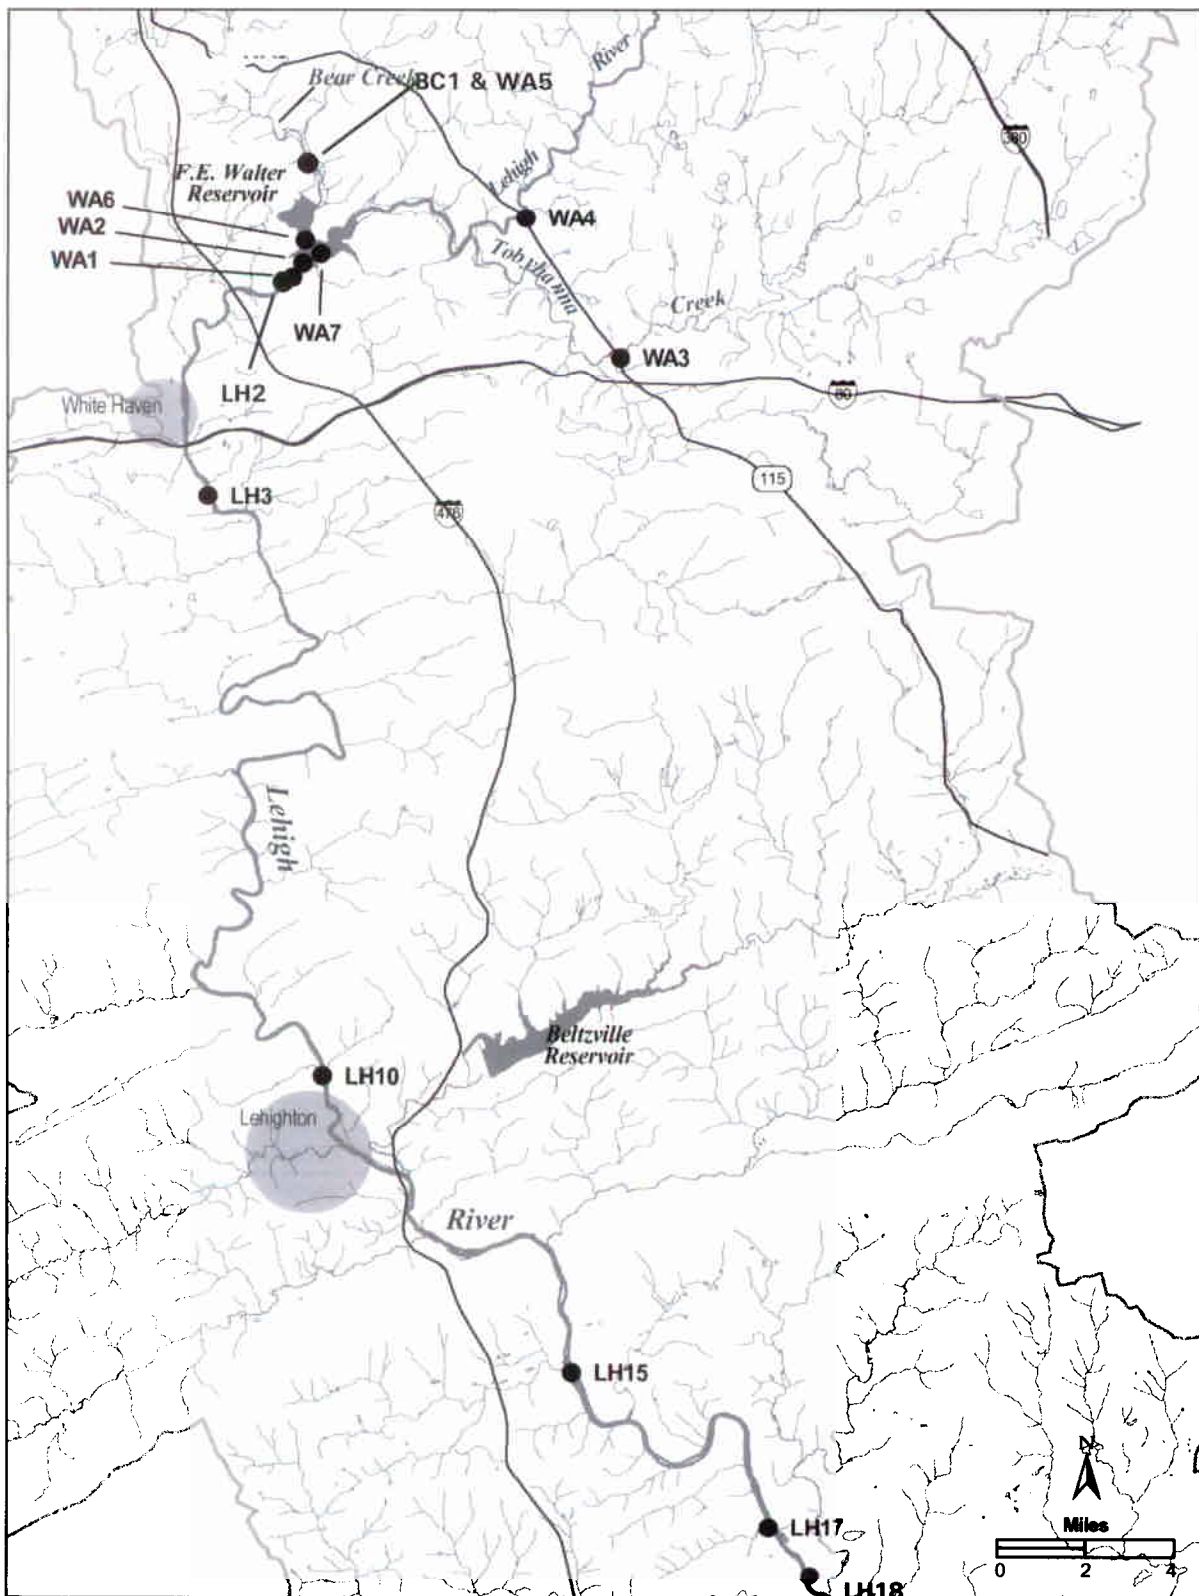 River
Bear Creek
BC1 & WA5
380
F.E. Walter
Reservoir
Lehigh
WA6
WA2
WA1
WA4
Tobyhanna
Creek
WA7
WA3
LH2
80
White Haven
115
LH3
476
Lehigh
Beltzville
Reservoir
LH10
Lehighton
River
LH15
N
Miles
LH17
0 2 4
LH18